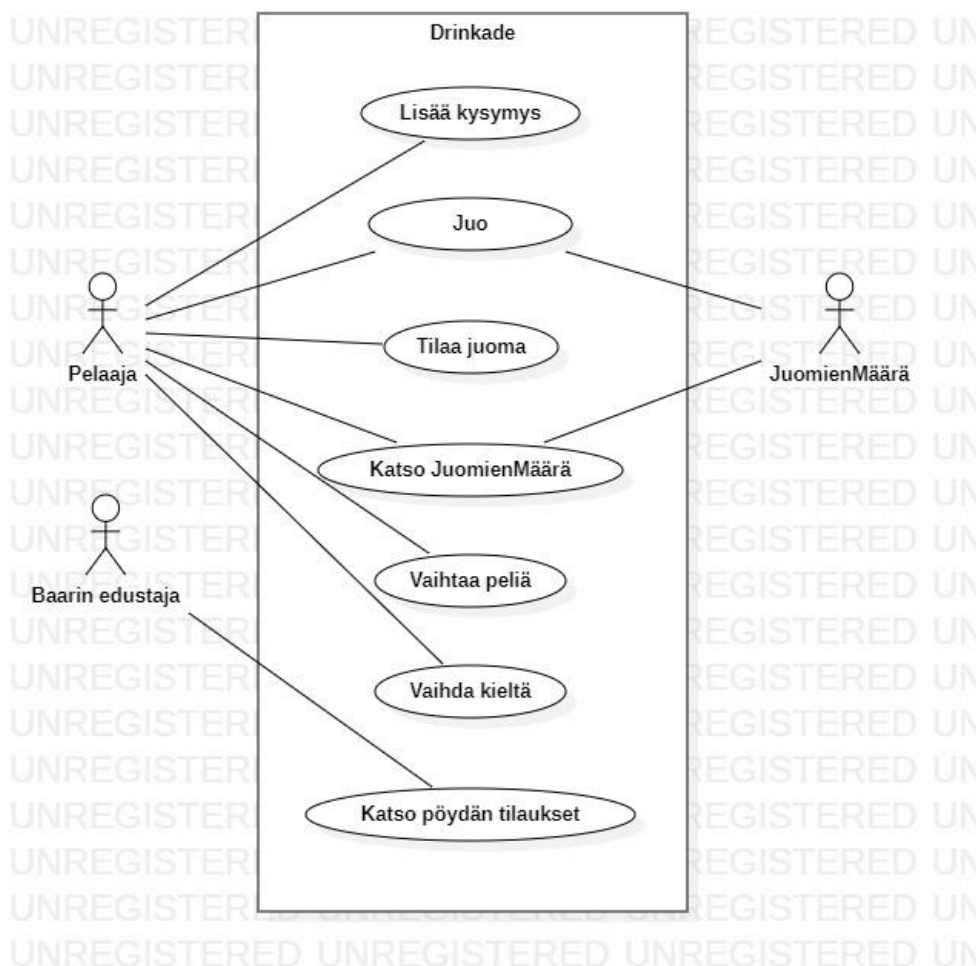 Drinkade
Lisää kysymys
Juo
Tilaa juoma
Pelaaja
JuomienMäärä
Katso JuomienMäärä
Baarin edustaja
Vaihtaa peliä
Vaihda kieltä
Katso pöydän tilaukset
UNREGISTERED UNREGISTERED UNREGISTERED UN